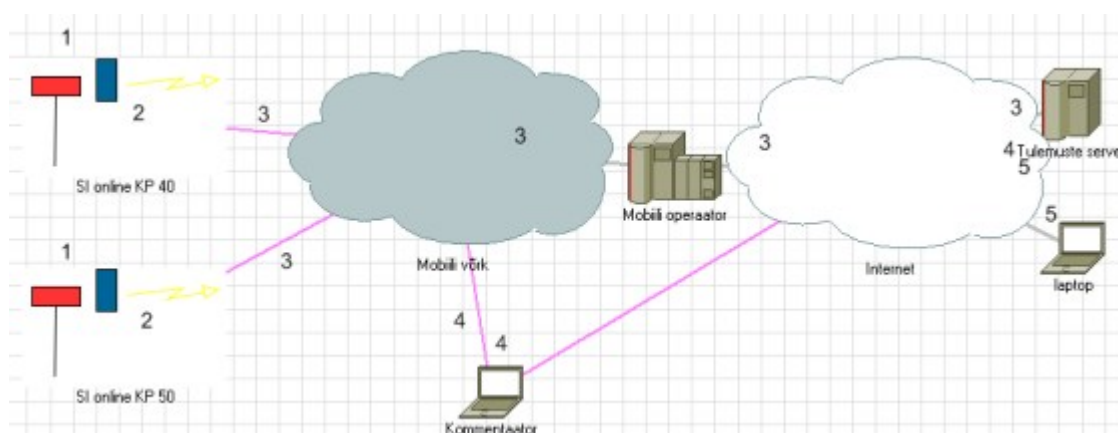 1
2
3
SI online KP 40
1
2
3
SI online KP 50
3
Mobiili võrk
Mobiili operaator
4
4
Kommentaator
3
Internet
3
4 Tulemuste serve
5
5
laptop